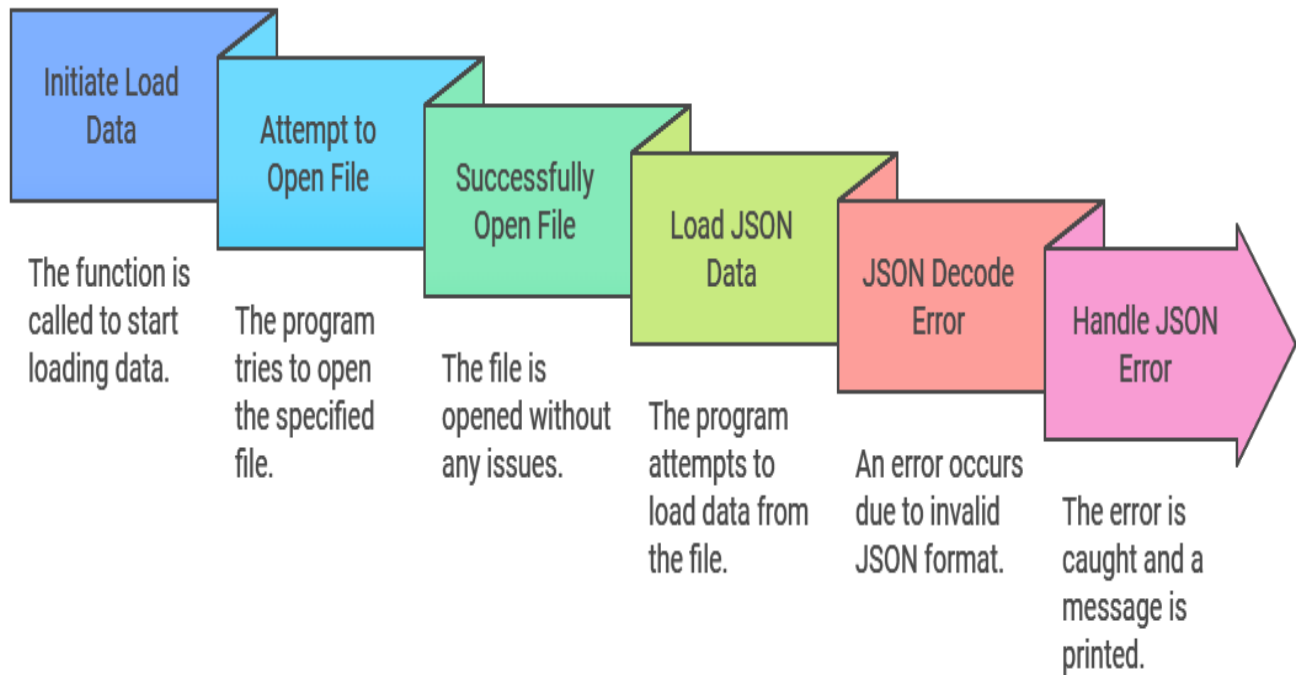 Initiate Load
Data
The function is
called to start
loading data.
Attempt to
Open File
The program
tries to open
the specified
file.
Successfully
Open File
The file is
opened without
any issues.
Load JSON
Data
The program
attempts to
load data from
the file.
JSON Decode
Error
An error occurs
due to invalid
JSON format.
Handle JSON
Error
The error is
caught and a
message is
printed.